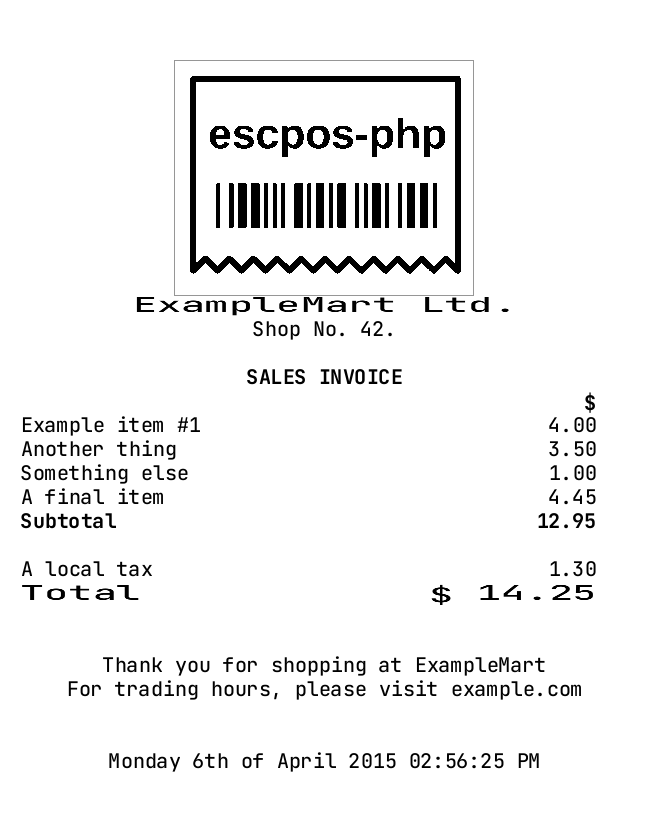 escpos-php
ExampleMart Ltd.
Shop No. 42.
SALES INVOICE
$
Example item #1 4.00
Another thing 3.50
Something else 1.00
A final item 4.45
Subtotal 12.95
A local tax 1.30
Total $ 14.25
Thank you for shopping at ExampleMart
For trading hours, please visit example.com
Monday 6th of April 2015 02:56:25 PM